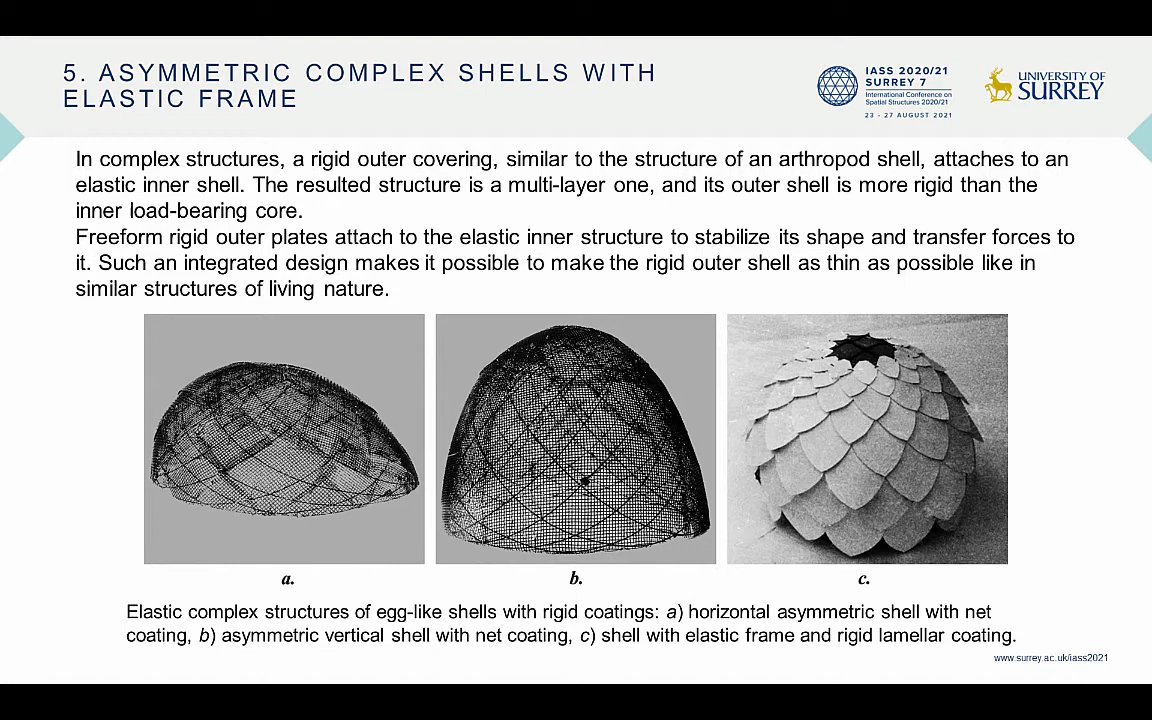 5. ASYMMETRIC COMPLEX SHELLS WITH
ELASTIC FRAME
IASS 2020/21
SURREY 7
International Conference on
Spatial Structures 2020/21
23 - 27 AUGUST 2021
UNIVERSITY OF
SURREY
In complex structures, a rigid outer covering, similar to the structure of an arthropod shell, attaches to an
elastic inner shell. The resulted structure is a multi-layer one, and its outer shell is more rigid than the
inner load-bearing core.
Freeform rigid outer plates attach to the elastic inner structure to stabilize its shape and transfer forces to
it. Such an integrated design makes it possible to make the rigid outer shell as thin as possible like in
similar structures of living nature.
a.
b.
c.
Elastic complex structures of egg-like shells with rigid coatings: a) horizontal asymmetric shell with net
coating, b) asymmetric vertical shell with net coating, c) shell with elastic frame and rigid lamellar coating.
www.surrey.ac.uk/iass2021